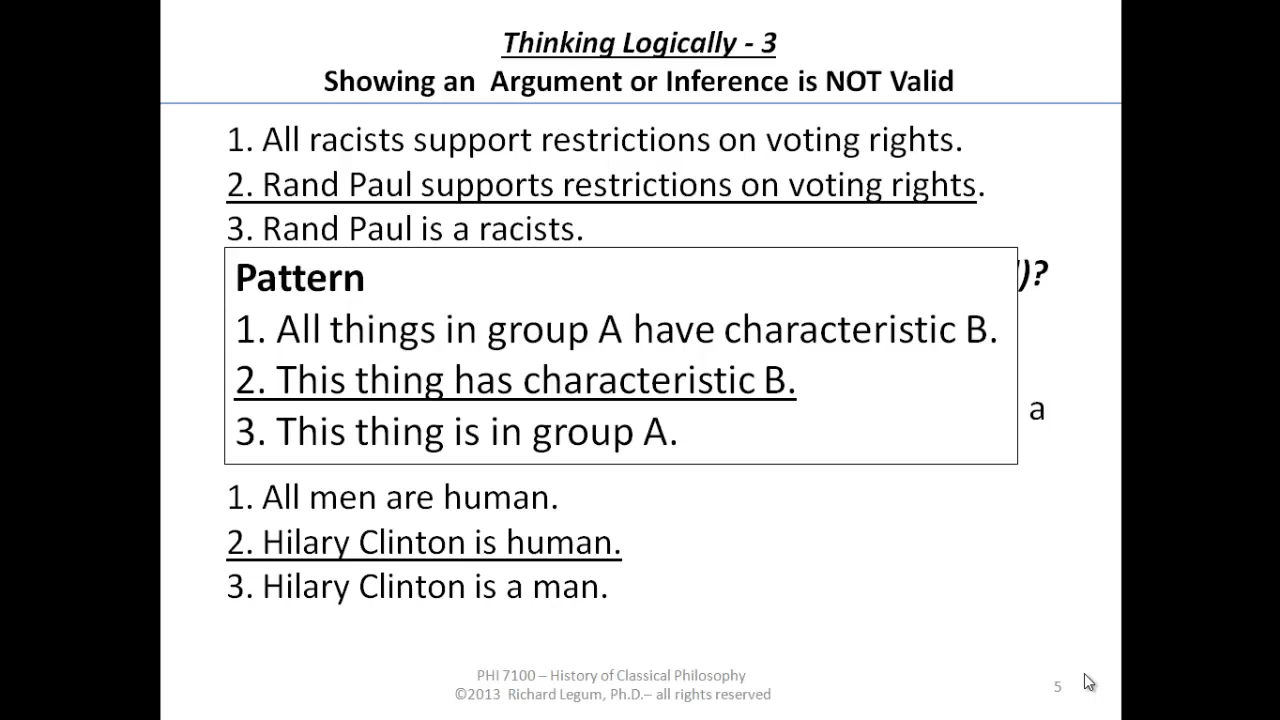 Thinking Logically - 3
Showing an  Argument or Inference is NOT Valid
1. All racists support restrictions on voting rights.
2. Rand Paul supports restrictions on voting rights.
3. Rand Paul is a racists.
)?
Pattern
1. All things in group A have characteristic B.
2. This thing has characteristic B.
a
3. This thing is in group A.
1. All men are human.
2. Hilary Clinton is human.
3. Hilary Clinton is a man.
PHI 7100 – History of Classical Philosophy
©2013  Richard Legum, Ph.D.– all rights reserved
5